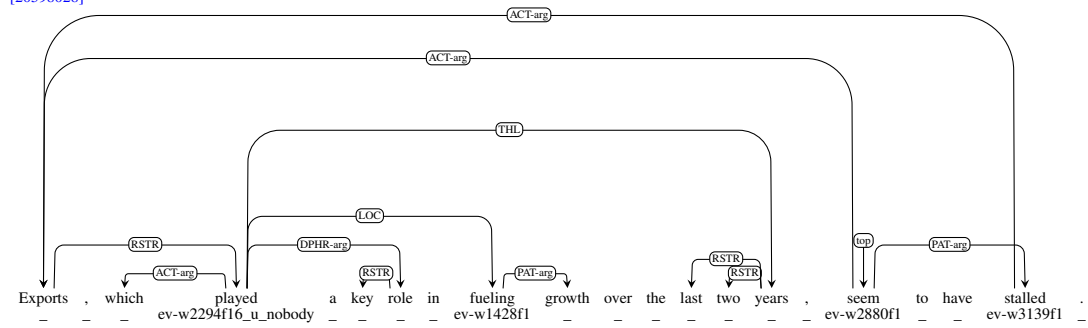 [20596026]
ACT-arg
ACT-arg
THL
LOC
RSTR DPHR-arg RSTR top PAT-arg
ACT-arg RSTR PAT-arg RSTR
Exports , which played a key role in fueling growth over the last two years , seem to have stalled .
_ _ _ ev-w2294f16_u_nobody _ _ _ _ ev-w1428f1 _ _ _ _ _ _ _ ev-w2880f1 _ _ ev-w3139f1 _